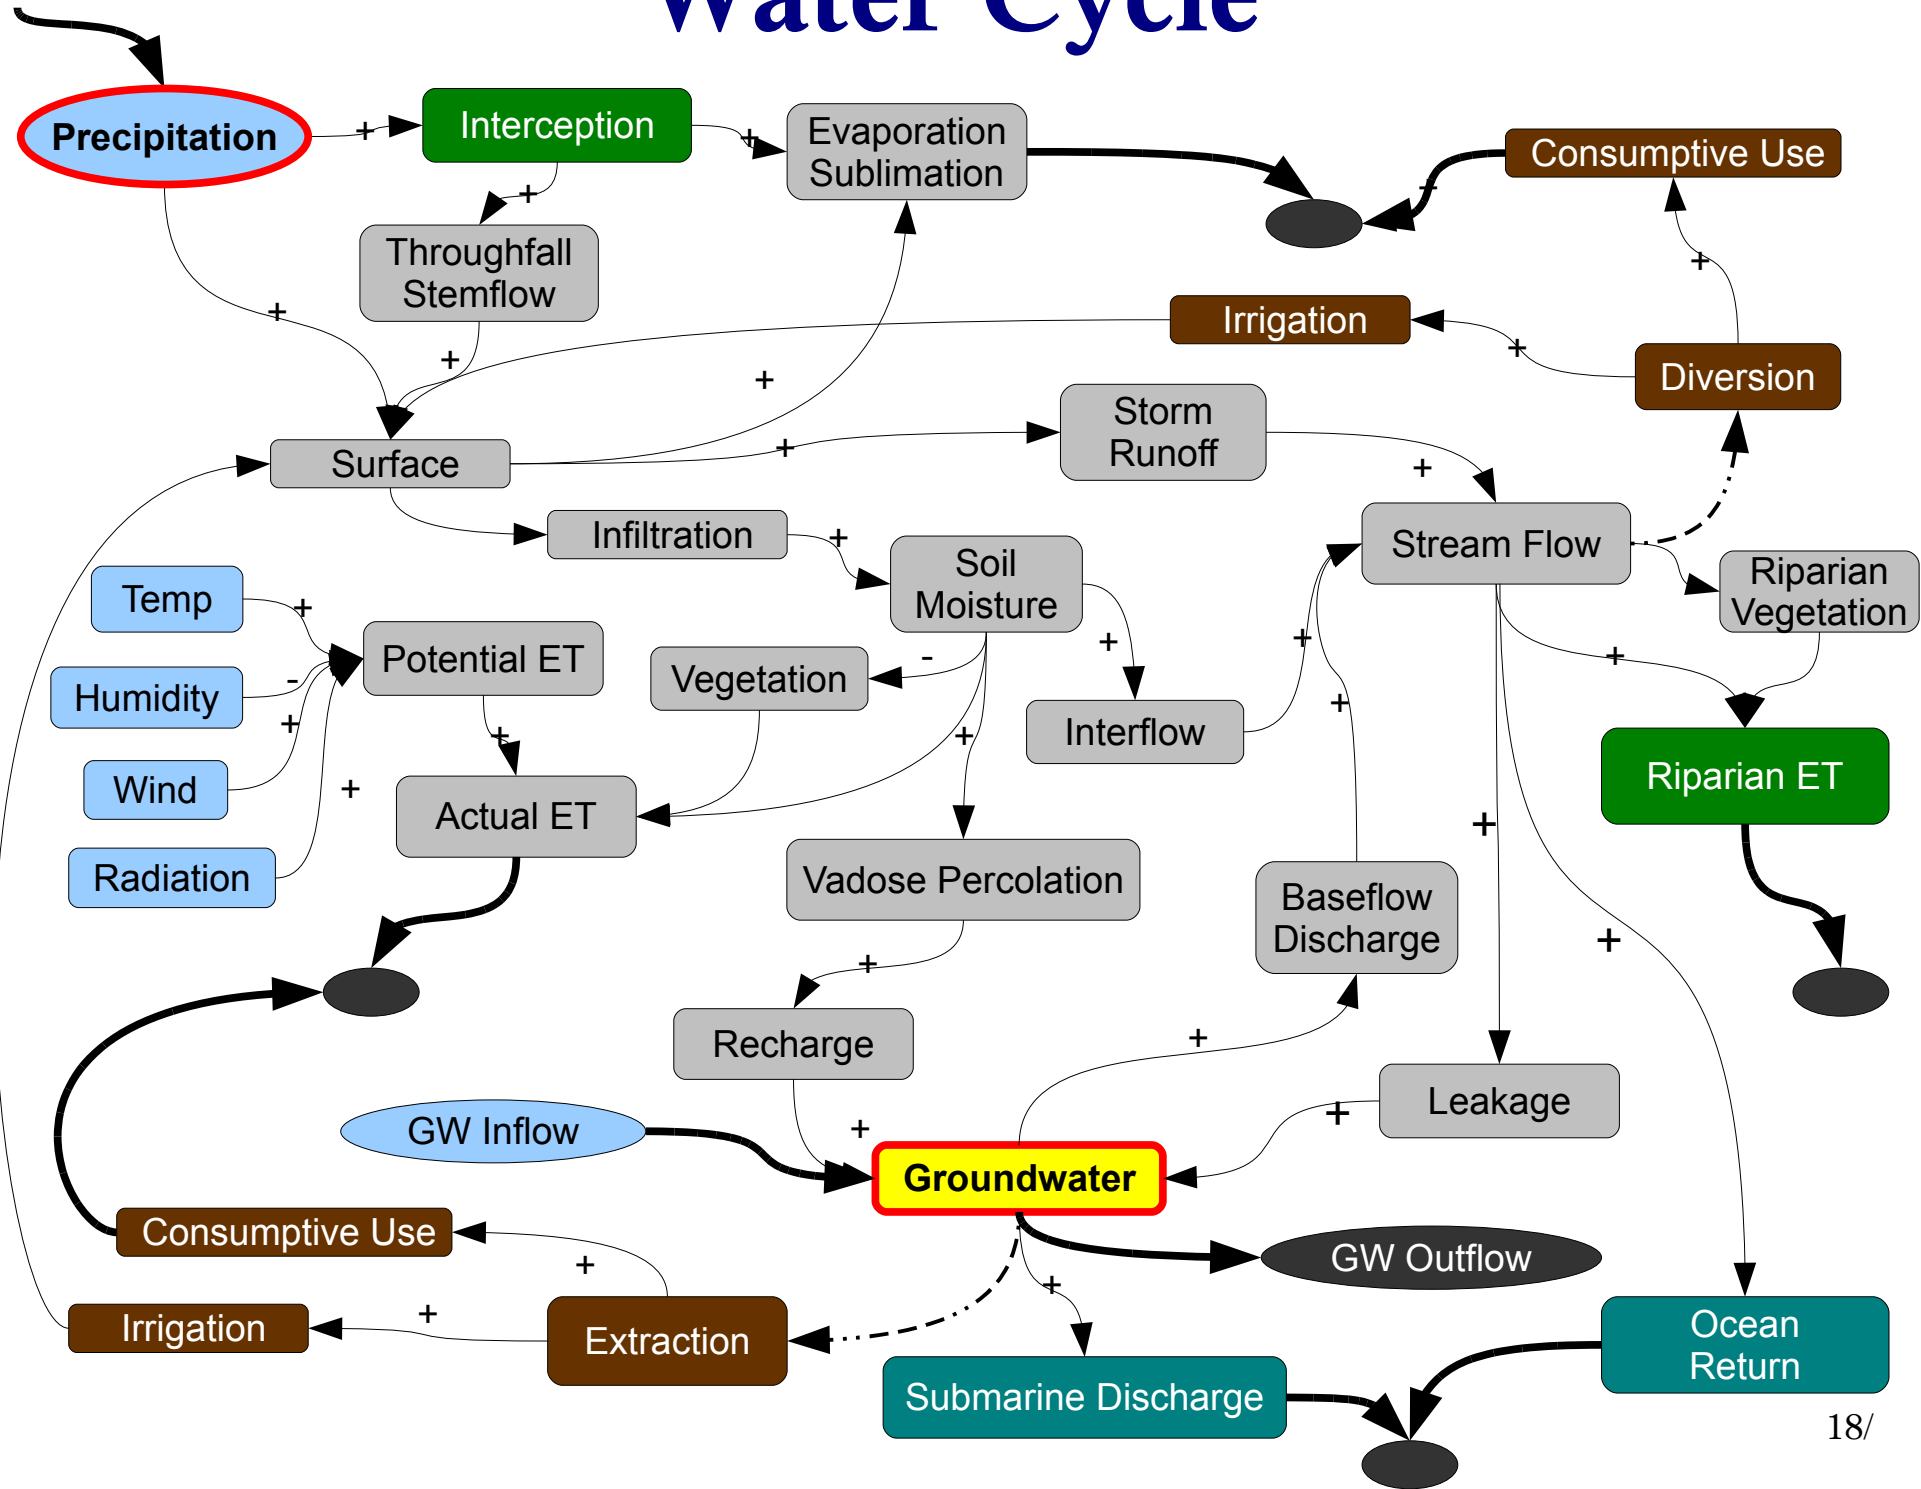 Water Cycle
Precipitation
+
Interception
+
Evaporation
Sublimation
Consumptive Use
+
+
Throughfall
Stemflow
+
+
Irrigation
+
Diversion
+
+
Storm
Runoff
+
+
Surface
+
Infiltration
+
Soil
Moisture
Stream Flow
Riparian
Vegetation
Temp
+
Potential ET
Vegetation
-
+
+
+
Humidity
-
+
Interflow
+
Wind
+
+
Riparian ET
Radiation
Actual ET
+
Vadose Percolation
Baseflow
Discharge
+
+
Recharge
+
Leakage
GW Inflow
+
+
Groundwater
Consumptive Use
+
GW Outflow
Irrigation
+
Extraction
+
Ocean
Return
Submarine Discharge
18/